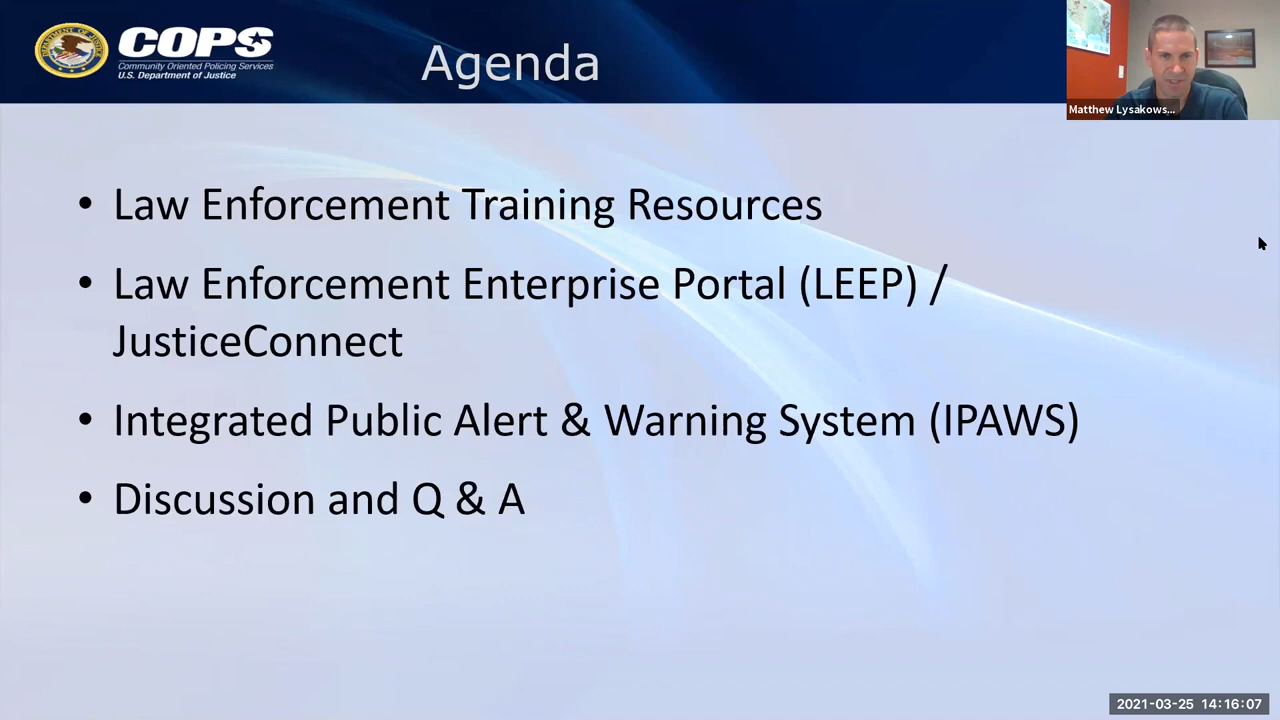 COPS
Community Oriented Policing Services
U.S. Department of Justice
Agenda
Matthew Lysakows...
• Law Enforcement Training Resources
• Law Enforcement Enterprise Portal (LEEP) /
JusticeConnect
• Integrated Public Alert & Warning System (IPAWS)
• Discussion and Q & A
2021-03-25 14:16:07